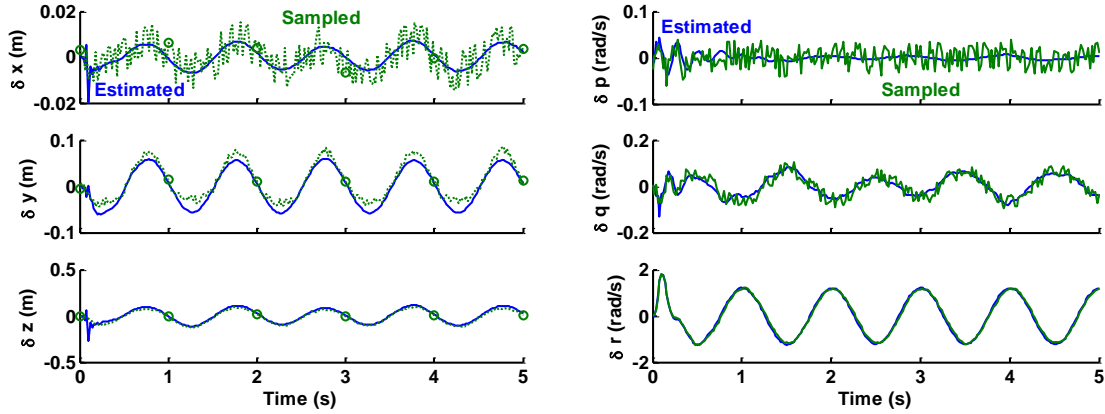 0.02
0
-0.02
δ x (m)
Sampled
Estimated
0.1
0
-0.1
δ y (m)
0.5
0
-0.5
δ z (m)
0 1 2 3 4 5
Time (s)
0.1
0
-0.1
δ p (rad/s)
Estimated
Sampled
0.2
0
-0.2
δ q (rad/s)
2
0
-2
δ r (rad/s)
0 1 2 3 4 5
Time (s)